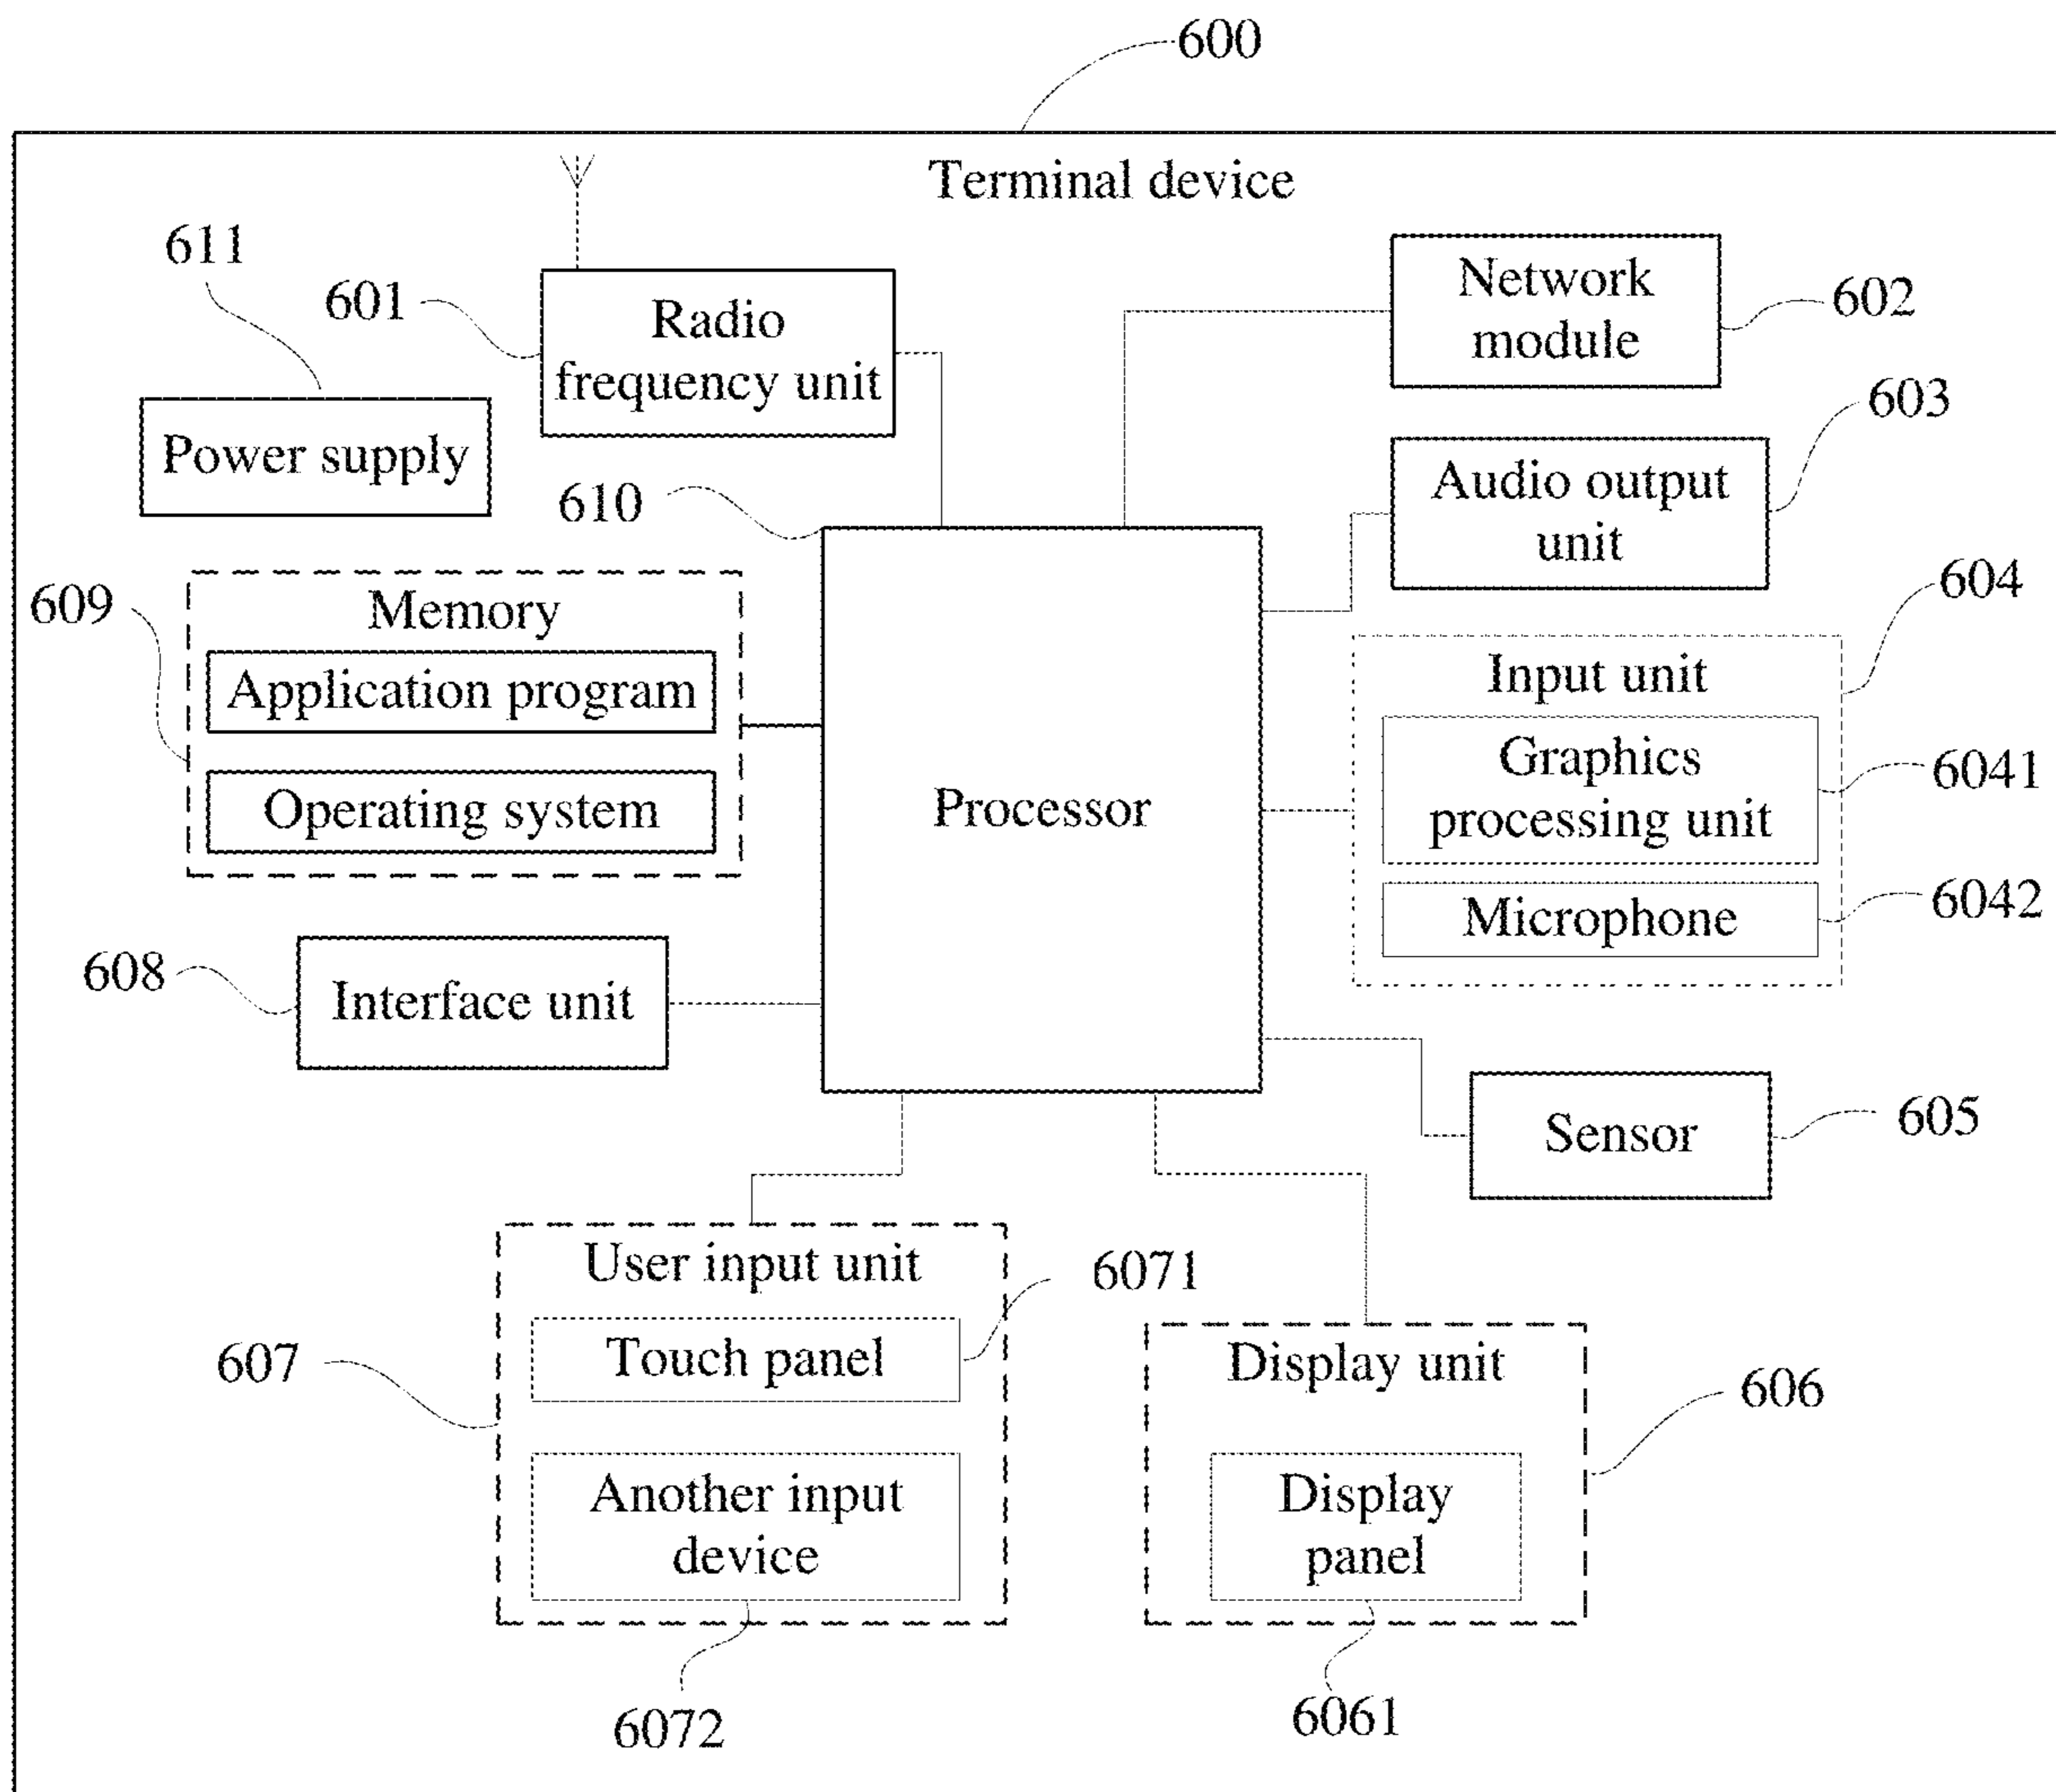 600
Terminal device
611
601
Radio
frequency unit
Network
module
602
Power supply
603
Audio output
unit
610
604
609
Memory
Application program
Operating system
Processor
Input unit
Graphics
processing unit
6041
Microphone
6042
608
Interface unit
Sensor
605
User input unit
6071
607
Touch panel
Another input
device
6072
Display unit
606
Display
panel
6061